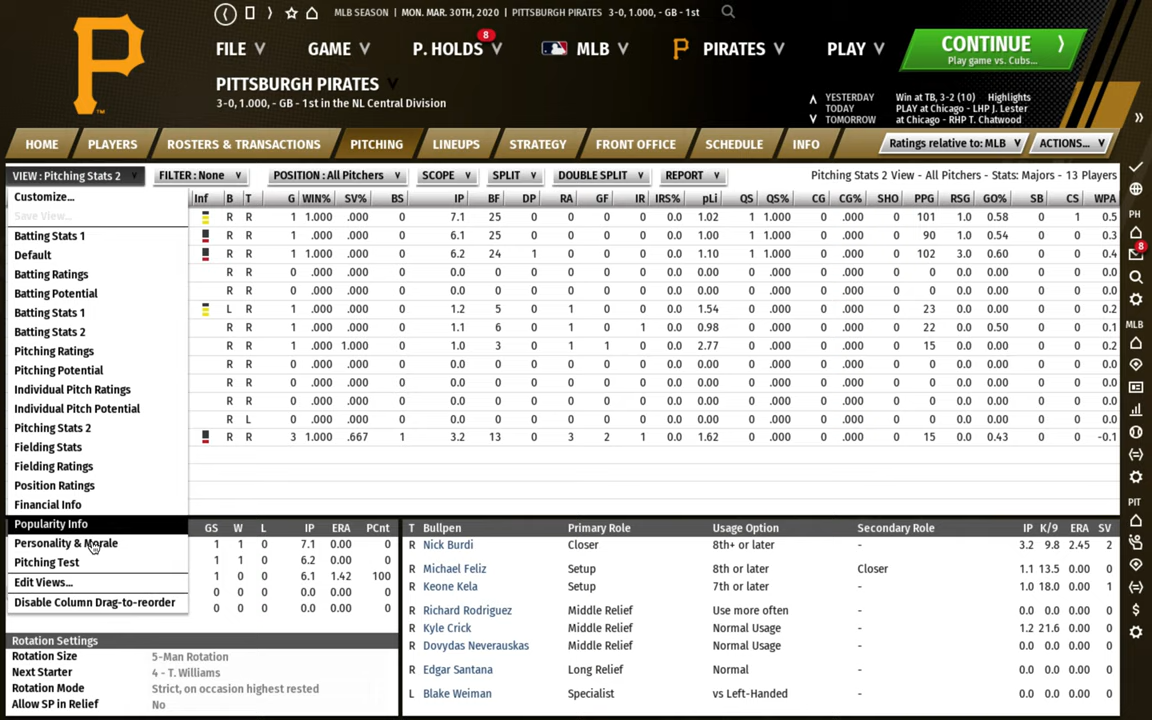 MLB SEASON | MON. MAR. 30TH, 2020 | PITTSBURGH PIRATES 3-0, 1.000, - GB - 1st
FILE GAME P. HOLDS 8 MLB PIRATES PLAY CONTINUE
Play game vs. Cubs...
PITTSBURGH PIRATES
3-0, 1.000, - GB - 1st in the NL Central Division
YESTERDAY Win at TB, 3-2 (10) Highlights
TODAY PLAY at Chicago - LHP J. Lester
TOMORROW at Chicago - RHP T. Chatwood
HOME PLAYERS ROSTERS & TRANSACTIONS PITCHING LINEUPS STRATEGY FRONT OFFICE SCHEDULE INFO Ratings relative to: MLB ACTIONS...
VIEW : Pitching Stats 2 FILTER : None POSITION : All Pitchers SCOPE SPLIT DOUBLE SPLIT REPORT Pitching Stats 2 View - All Pitchers - Stats: Majors - 13 Players
Inf B T G WIN% SV% BS IP BF DP RA GF IR IRS% pLi QS QS% CG CG% SHO PPG RSG GO% SB CS WPA
R R 1 1.000 .000 0 7.1 25 0 0 0 0 0.0 1.02 1 1.000 0 .000 0 101 1.0 0.58 0 1 0.5
R R 1 .000 .000 0 6.1 25 0 0 0 0 0.0 1.00 1 1.000 0 .000 0 90 1.0 0.54 0 0 0.3
R R 1 1.000 .000 0 6.2 24 1 0 0 0 0.0 1.10 1 1.000 0 .000 0 102 3.0 0.60 0 0 0.4
R R 0 .000 .000 0 0.0 0 0 0 0 0 0.0 0.00 0 .000 0 .000 0 0 0.0 0.00 0 0 0.0
R R 0 .000 .000 0 0.0 0 0 0 0 0 0.0 0.00 0 .000 0 .000 0 0 0.0 0.00 0 0 0.0
L R 1 .000 .000 0 1.2 5 0 1 0 0 0.0 1.54 0 .000 0 .000 0 23 0.0 0.00 0 0 0.2
R R 1 .000 .000 0 1.1 6 0 1 0 1 0.0 0.98 0 .000 0 .000 0 22 0.0 0.50 0 0 0.1
R R 1 .000 1.000 0 1.0 3 0 1 1 0 0.0 2.77 0 .000 0 .000 0 15 0.0 0.00 0 0 0.2
R R 0 .000 .000 0 0.0 0 0 0 0 0 0.0 0.00 0 .000 0 .000 0 0 0.0 0.00 0 0 0.0
R R 0 .000 .000 0 0.0 0 0 0 0 0 0.0 0.00 0 .000 0 .000 0 0 0.0 0.00 0 0 0.0
R R 0 .000 .000 0 0.0 0 0 0 0 0 0.0 0.00 0 .000 0 .000 0 0 0.0 0.00 0 0 0.0
R L 0 .000 .000 0 0.0 0 0 0 0 0 0.0 0.00 0 .000 0 .000 0 0 0.0 0.00 0 0 0.0
R R 3 1.000 .667 1 3.2 13 0 3 2 1 0.0 1.62 0 .000 0 .000 0 15 0.0 0.43 0 0 -0.1
Customize...
Save View...
Batting Stats 1
Default
Batting Ratings
Batting Potential
Batting Stats 1
Batting Stats 2
Pitching Ratings
Pitching Potential
Individual Pitch Ratings
Individual Pitch Potential
Pitching Stats 2
Fielding Stats
Fielding Ratings
Position Ratings
Financial Info
Popularity Info
Personality & Morale
Pitching Test
Edit Views...
Disable Column Drag-to-reorder
GS W L IP ERA PCnt
1 1 0 7.1 0.00 0
1 1 0 6.2 0.00 0
1 0 0 6.1 1.42 100
0 0 0 0.0 0.00 0
0 0 0 0.0 0.00 0
Rotation Settings
Rotation Size 5-Man Rotation
Next Starter 4 - T. Williams
Rotation Mode Strict, on occasion highest rested
Allow SP in Relief No
T Bullpen Primary Role Usage Option Secondary Role IP K/9 ERA SV
R Nick Burdi Closer 8th+ or later - 3.2 9.8 2.45 2
R Michael Feliz Setup 8th or later Closer 1.1 13.5 0.00 0
R Keone Kela Setup 7th or later - 1.0 18.0 0.00 1
R Richard Rodriguez Middle Relief Use more often - 0.0 0.0 0.00 0
R Kyle Crick Middle Relief Normal Usage - 1.2 21.6 0.00 0
R Dovydas Neverauskas Middle Relief Normal Usage - 0.0 0.0 0.00 0
R Edgar Santana Long Relief Normal - 0.0 0.0 0.00 0
L Blake Weiman Specialist vs Left-Handed - 0.0 0.0 0.00 0
PH
8
MLB
PIT